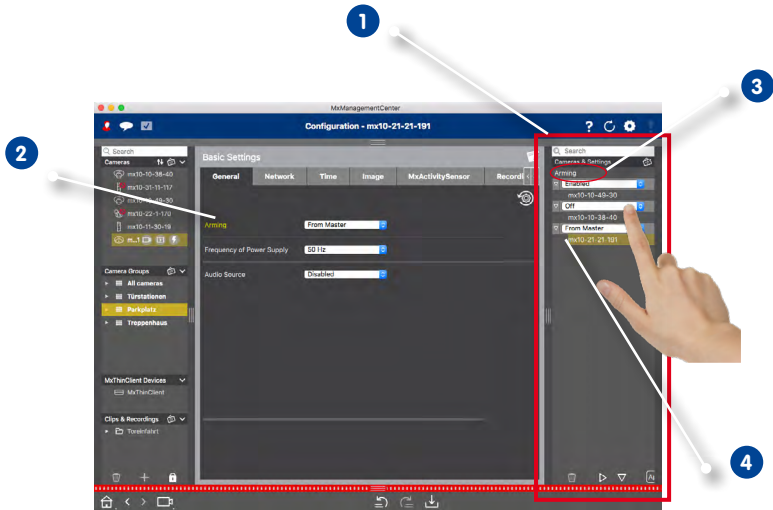 1
3
2
4
MxManagementCenter
Configuration - mx10-21-21-191
?
Search
Cameras
mx10-10-38-40
mx10-31-11-117
mx10-10-49-30
mx10-22-1-170
mx10-11-30-19
m...1
Camera Groups
All cameras
Türstationen
Parkplatz
Treppenhaus
MxThinClient Devices
MxThinClient
Clips & Recordings
Toreinfahrt
Basic Settings
General Network Time Image MxActivitySensor Recordi
Arming From Master
Frequency of Power Supply 50 Hz
Audio Source Disabled
Search
Cameras & Settings
Arming
Enabled
mx10-10-49-30
Off
mx10-10-38-40
From Master
mx10-21-21-191